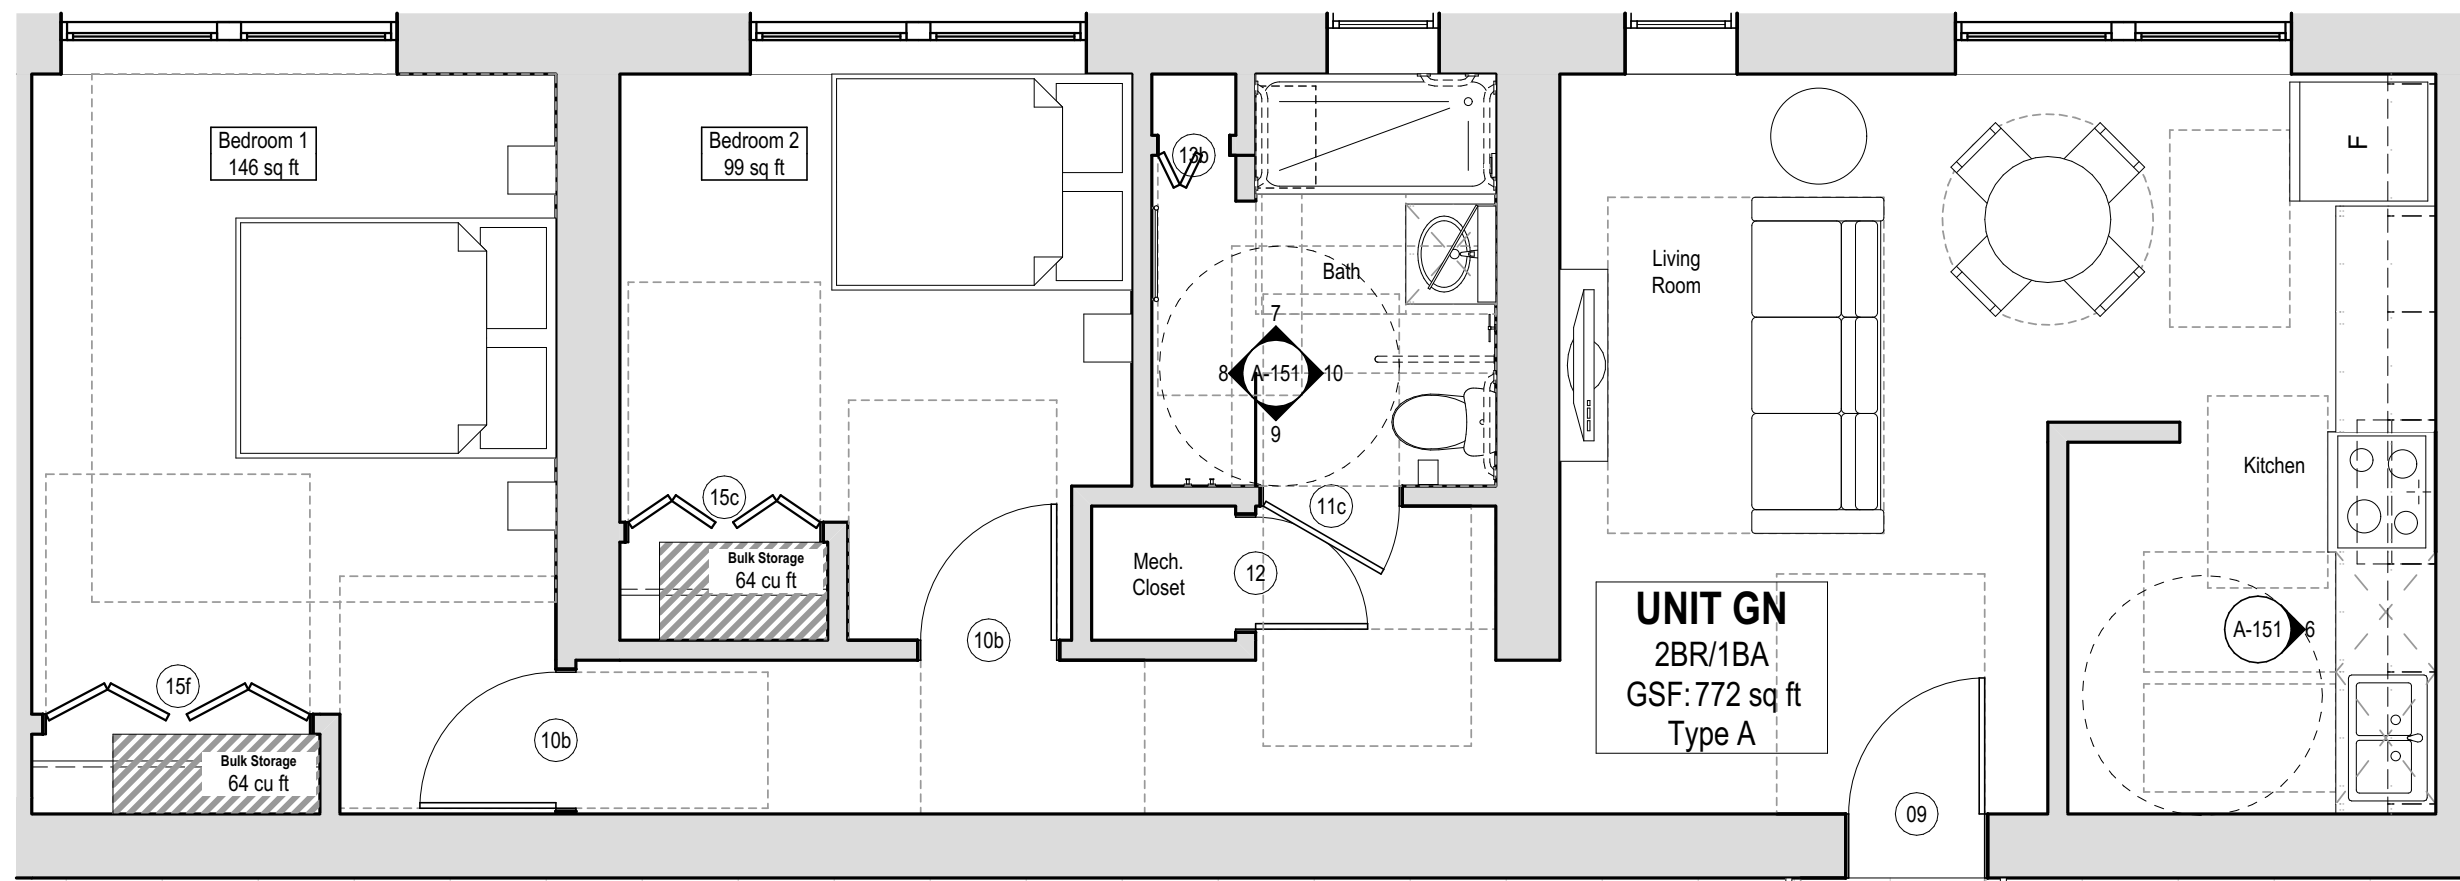 Bedroom 1
146 sq ft
Bedroom 2
99 sq ft
13b
F
Bath
Living
Room
7
8 A-151 10
9
Kitchen
15c
11c
Bulk Storage
64 cu ft
Mech.
Closet
12
UNIT GN
2BR/1BA
GSF: 772 sq ft
Type A
10b
A-151 6
15f
10b
Bulk Storage
64 cu ft
09